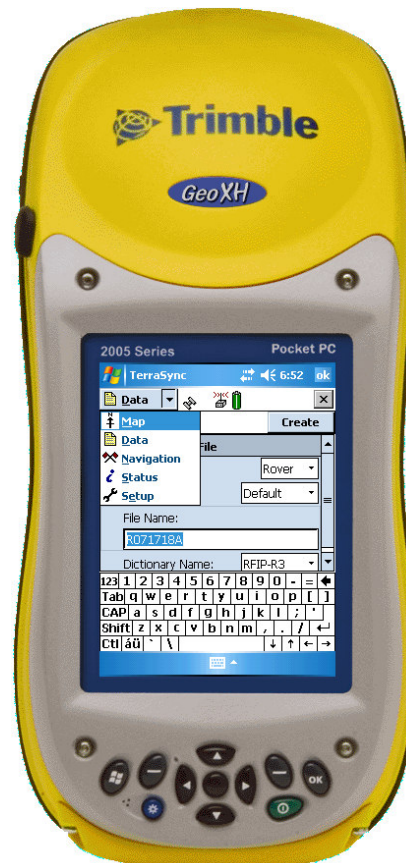 Trimble
GeoXH
2005 Series Pocket PC
TerraSync 6:52 ok
Data
Map Create
Data File
Navigation Rover
Status Default
Setup
File Name:
R071718A
Dictionary Name: RFIP-R3
123 1 2 3 4 5 6 7 8 9 0 - =
Tab q w e r t y u i o p [ ]
CAP a s d f g h j k l ; '
Shift z x c v b n m , . /
Ctl áü ` \
OK